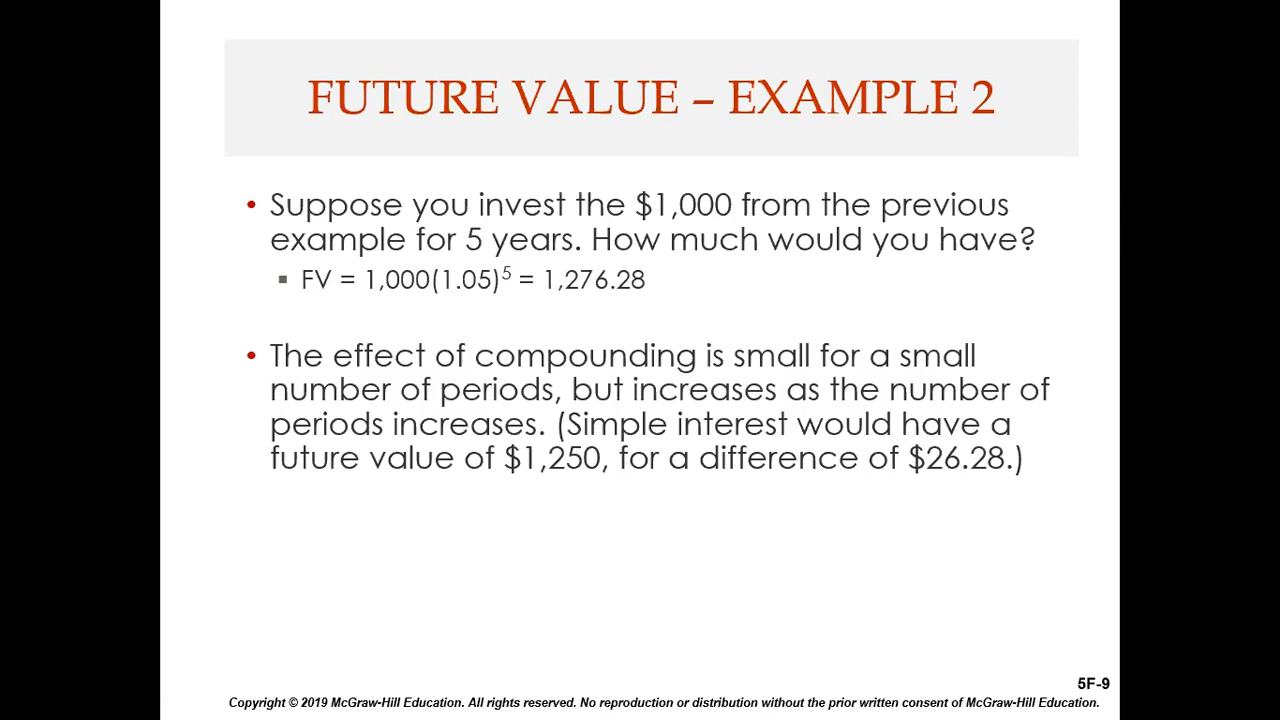 FUTURE VALUE – EXAMPLE 2
• Suppose you invest the $1,000 from the previous
example for 5 years. How much would you have?
▪ FV = 1,000(1.05)⁵ = 1,276.28
• The effect of compounding is small for a small
number of periods, but increases as the number of
periods increases. (Simple interest would have a
future value of $1,250, for a difference of $26.28.)
5F-9
Copyright © 2019 McGraw-Hill Education. All rights reserved. No reproduction or distribution without the prior written consent of McGraw-Hill Education.